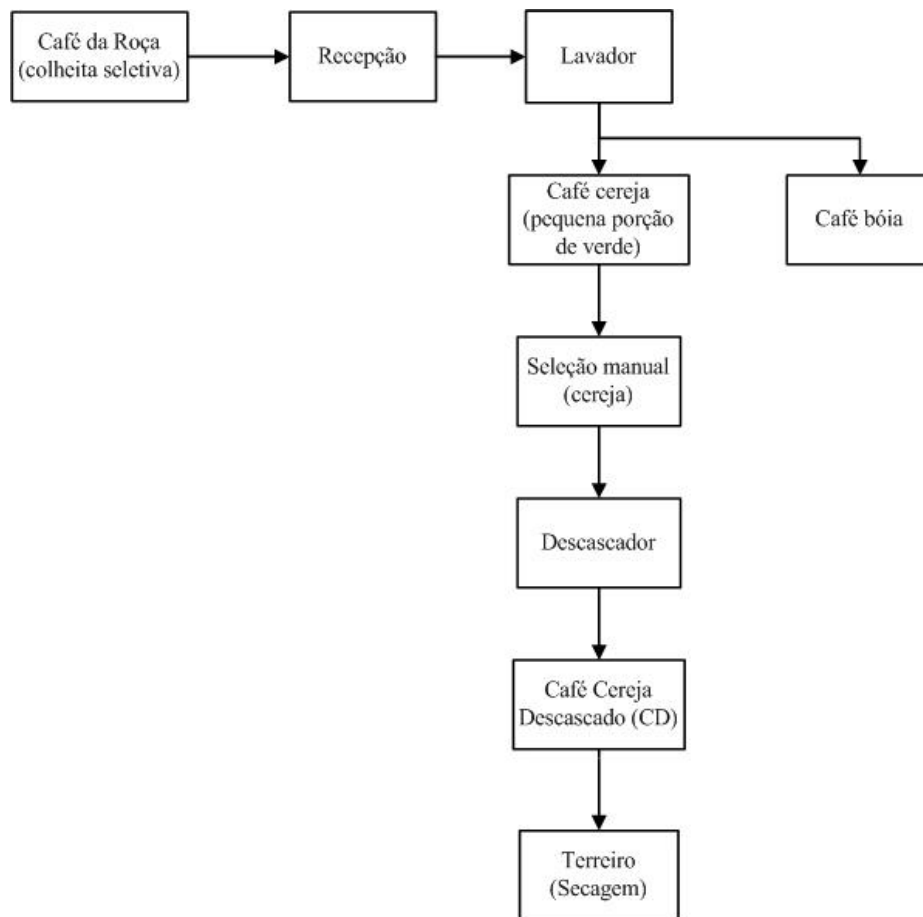 Café da Roça
(colheita seletiva)
Recepção
Lavador
Café cereja
(pequena porção
de verde)
Café bóia
Seleção manual
(cereja)
Descascador
Café Cereja
Descascado (CD)
Terreiro
(Secagem)